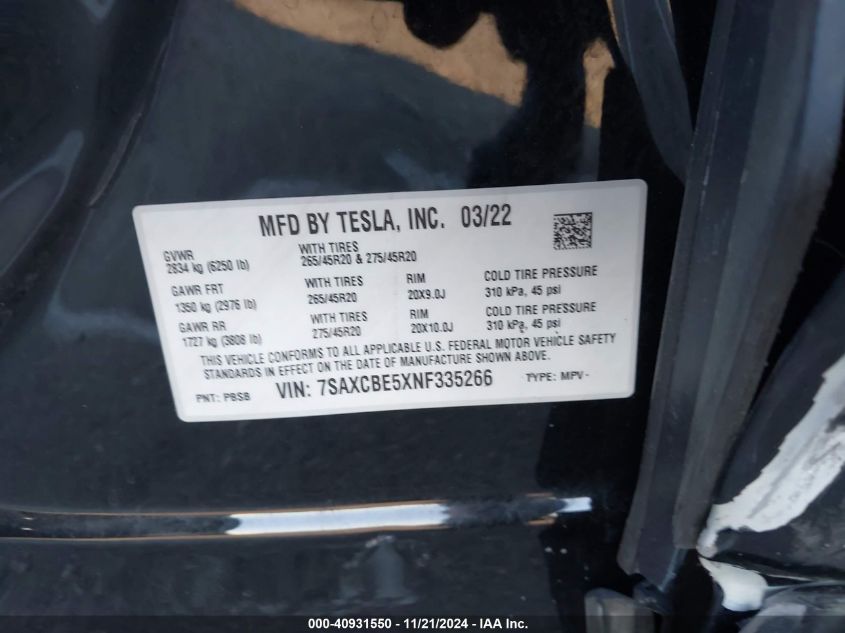 MFD BY TESLA, INC. 03/22
GVWR
2834 kg (6250 lb)
WITH TIRES
265/45R20 & 275/45R20
GAWR FRT
1350 kg (2976 lb)
WITH TIRES
265/45R20
RIM
20X9.0J
COLD TIRE PRESSURE
310 kPa, 45 psi
GAWR RR
1727 kg (3808 lb)
WITH TIRES
275/45R20
RIM
20X10.0J
COLD TIRE PRESSURE
310 kPa, 45 psi
THIS VEHICLE CONFORMS TO ALL APPLICABLE U.S. FEDERAL MOTOR VEHICLE SAFETY
STANDARDS IN EFFECT ON THE DATE OF MANUFACTURE SHOWN ABOVE.
PNT: PBSB VIN: 7SAXCBE5XNF335266 TYPE: MPV -
000-40931550 - 11/21/2024 - IAA Inc.